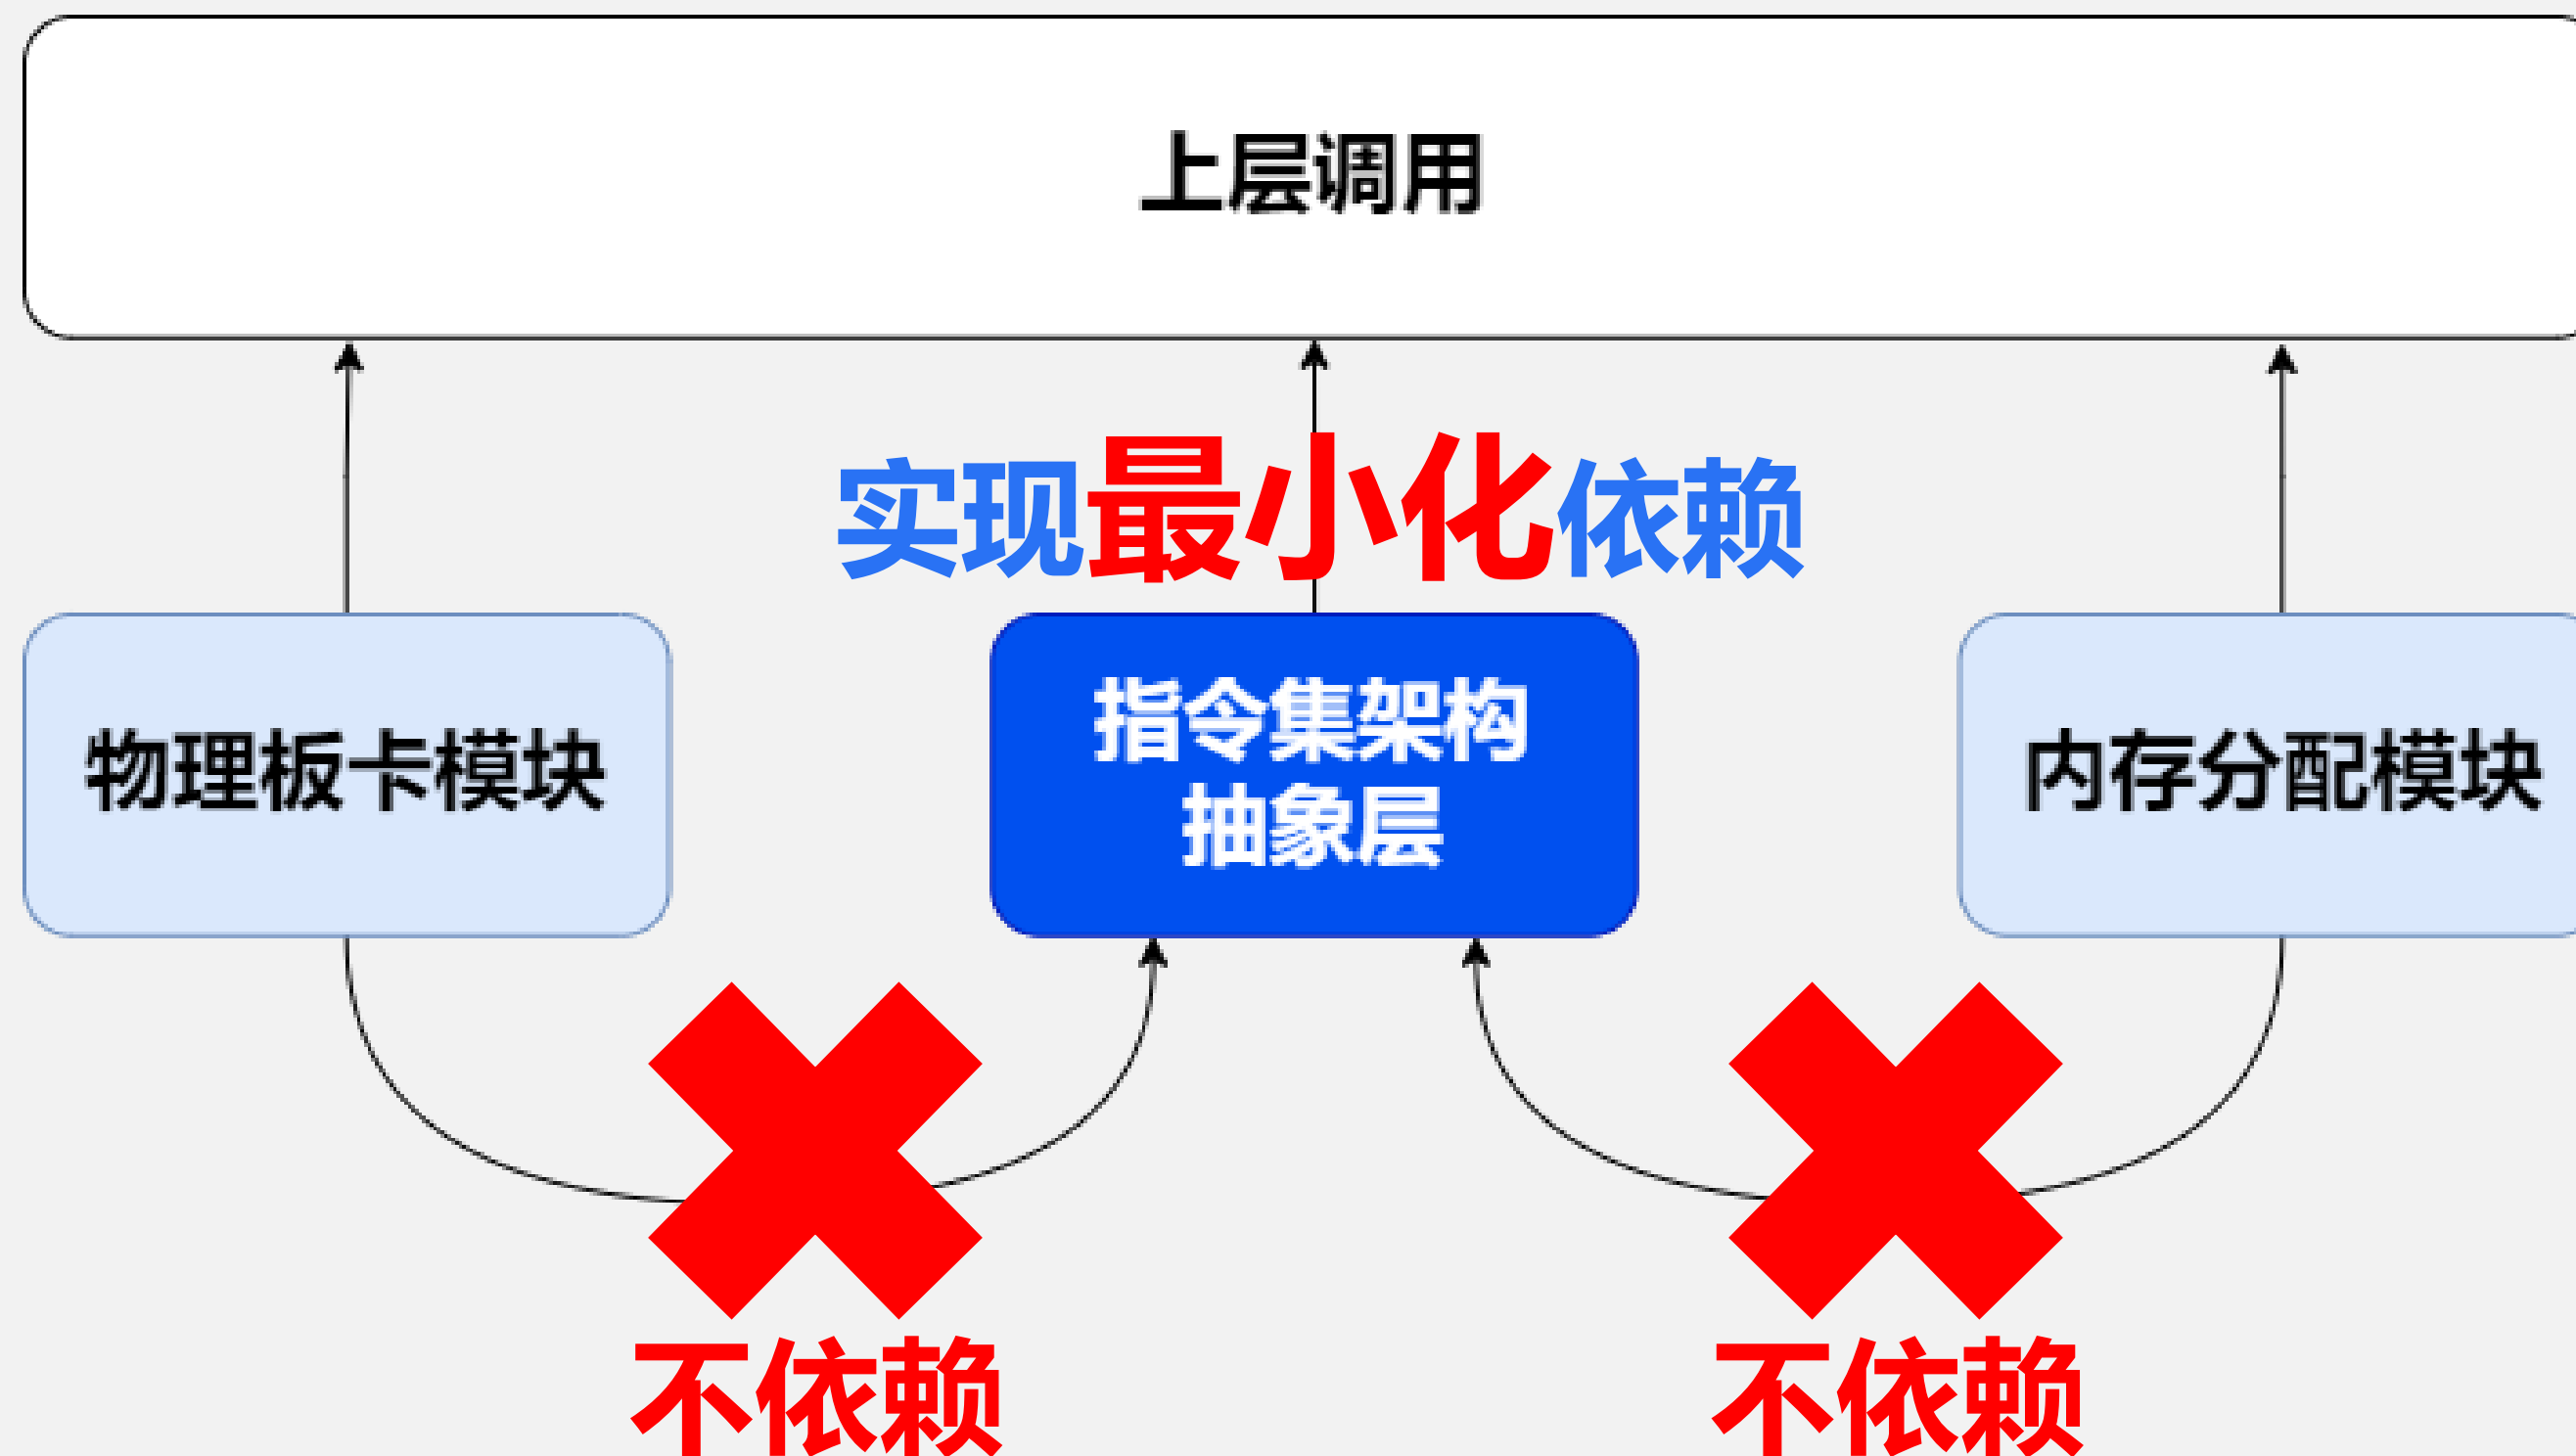 上层调用
实现最小化依赖
物理板卡模块
指令集架构
抽象层
内存分配模块
不依赖
不依赖